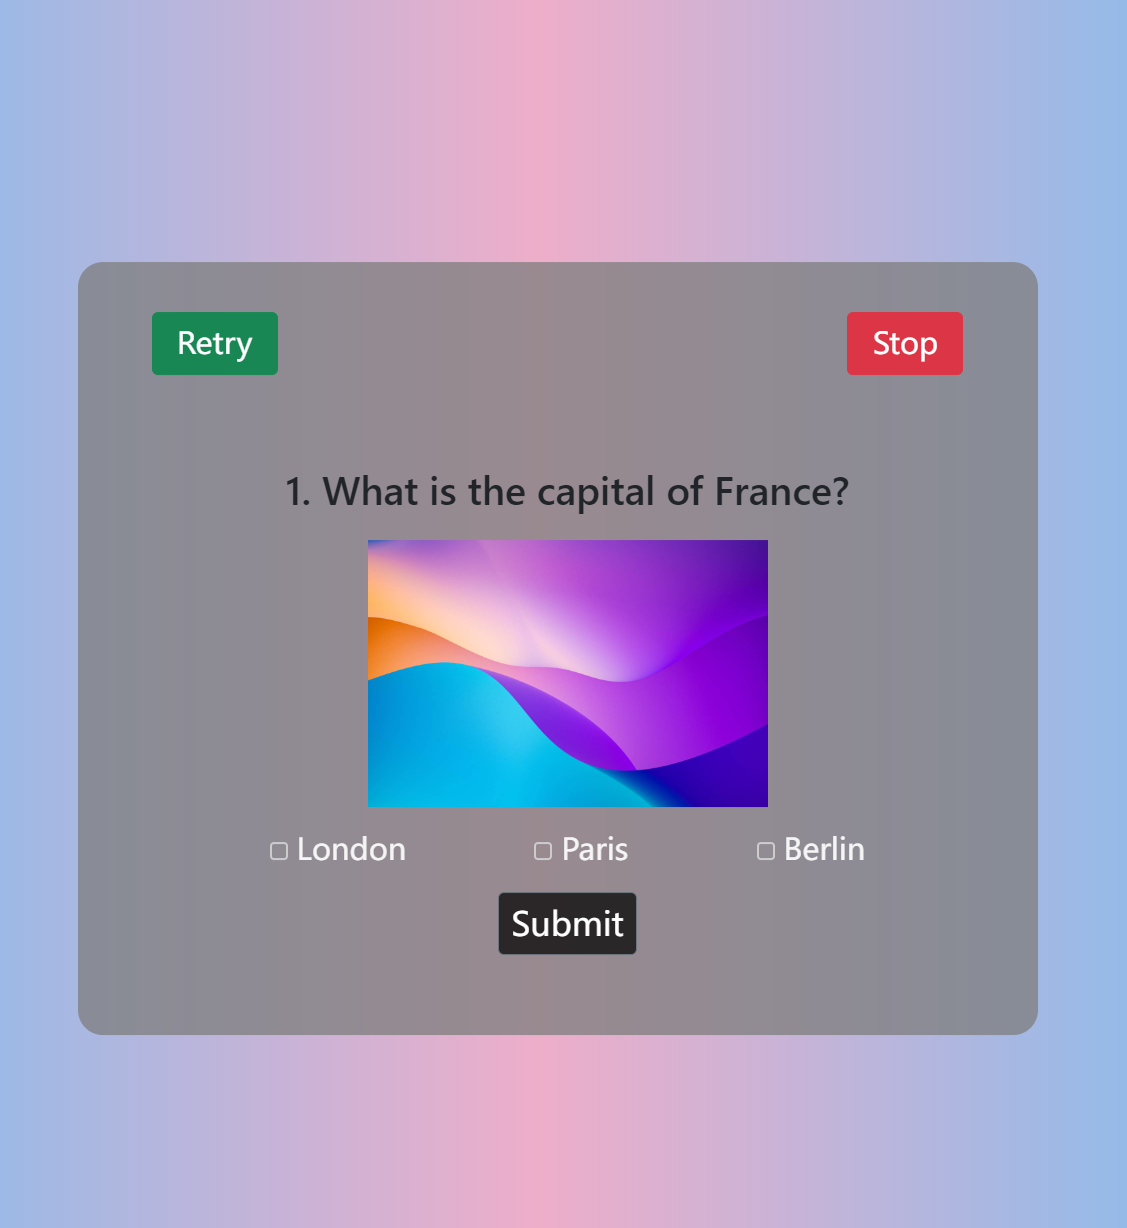 Retry
Stop
1. What is the capital of France?
London
Paris
Berlin
Submit